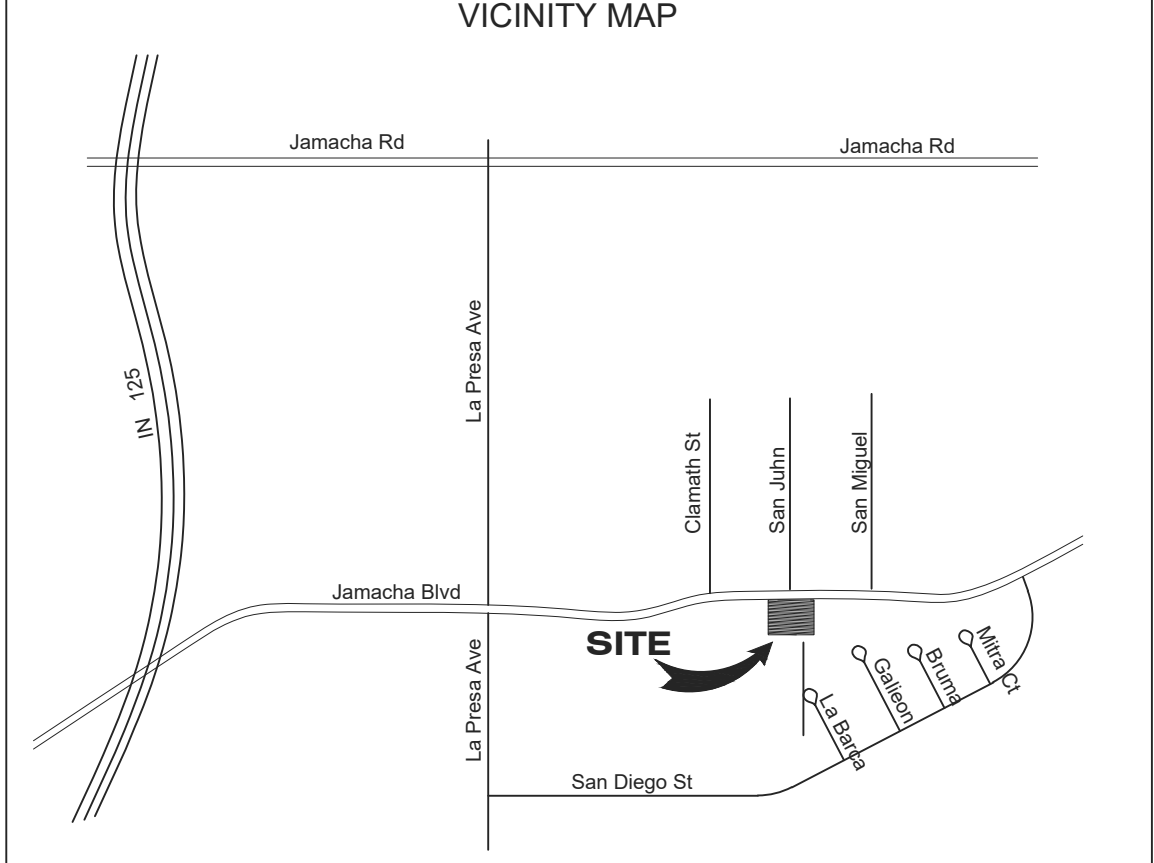 VICINITY MAP
Jamacha Rd
Jamacha Rd
La Presa Ave
IN 125
Clamath St
San Juhn
San Miguel
Jamacha Blvd
SITE
La Presa Ave
Mitra Ct
Bruma
Galieon
La Barca
San Diego St